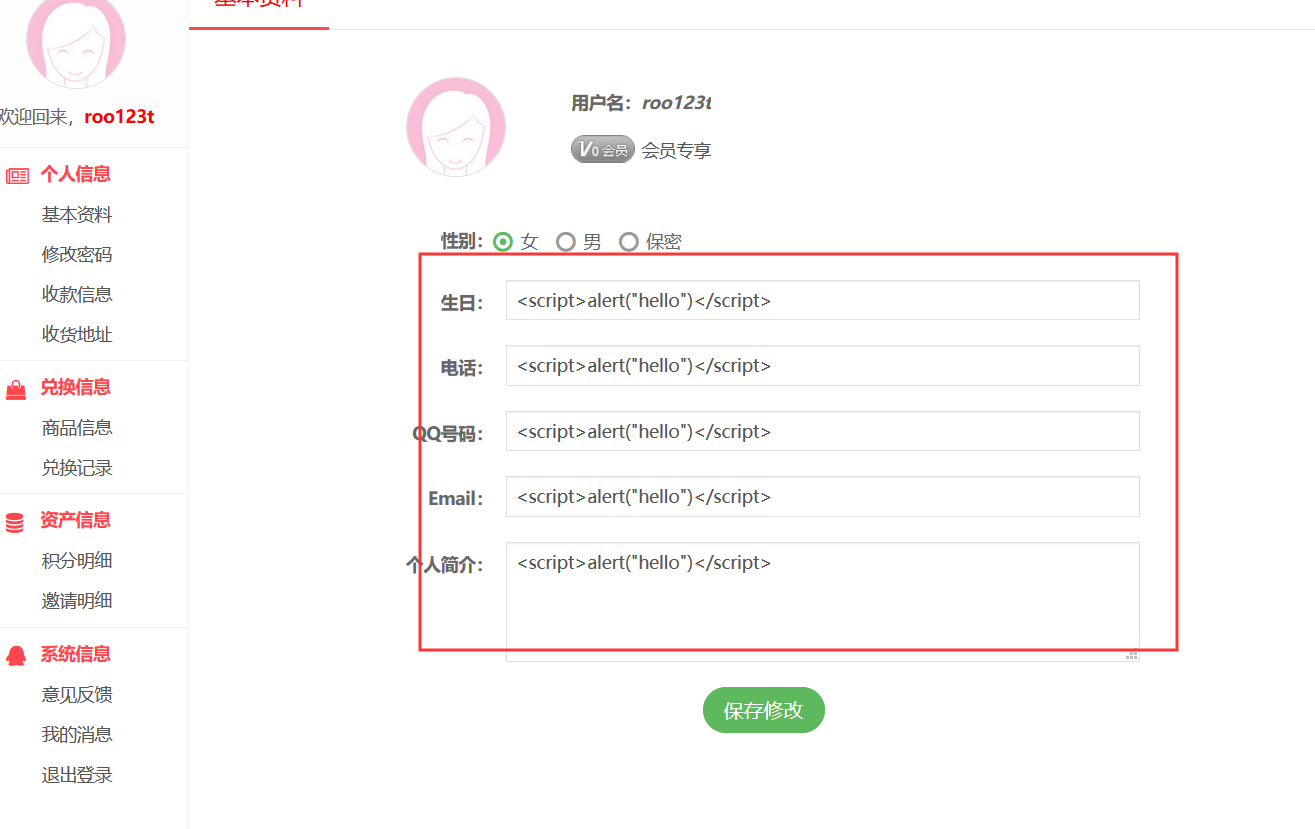 基本资料
欢迎回来，roo123t
个人信息
基本资料
修改密码
收款信息
收货地址
兑换信息
商品信息
兑换记录
资产信息
积分明细
邀请明细
系统信息
意见反馈
我的消息
退出登录
用户名：roo123t
V0 会员 会员专享
性别： 女 男 保密
生日： <script>alert("hello")</script>
电话： <script>alert("hello")</script>
QQ号码： <script>alert("hello")</script>
Email： <script>alert("hello")</script>
个人简介： <script>alert("hello")</script>
保存修改